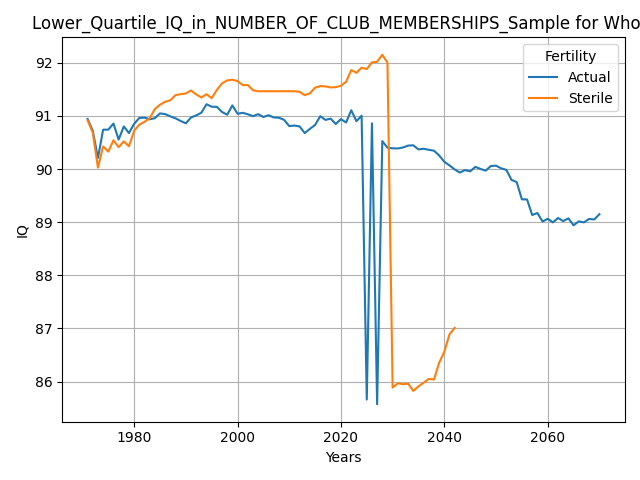 Lower_Quartile_IQ_in_NUMBER_OF_CLUB_MEMBERSHIPS_Sample for Who
Fertility
Actual
Sterile
92
91
90
89
88
87
86
IQ
1980 2000 2020 2040 2060
Years